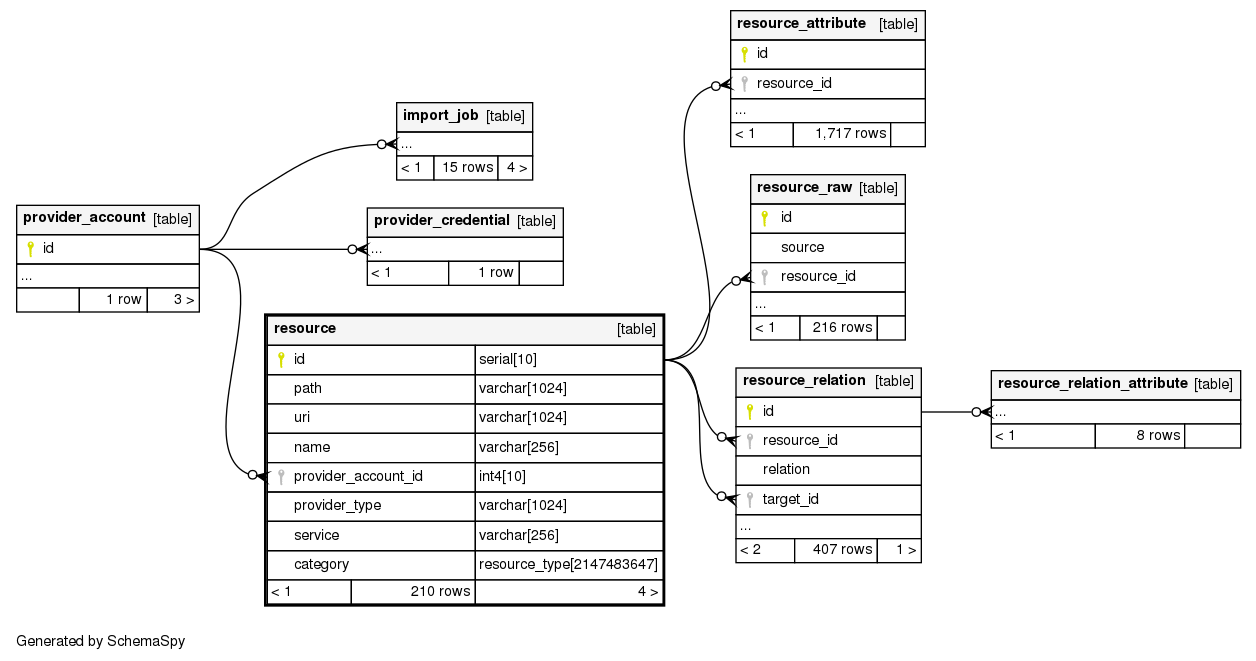 resource_attribute [table]
id
resource_id
...
< 1 1,717 rows
import_job [table]
...
< 1 15 rows 4 >
resource_raw [table]
id
source
resource_id
...
< 1 216 rows
provider_account [table]
id
...
1 row 3 >
provider_credential [table]
...
< 1 1 row
resource [table]
id serial[10]
path varchar[1024]
uri varchar[1024]
name varchar[256]
provider_account_id int4[10]
provider_type varchar[1024]
service varchar[256]
category resource_type[2147483647]
< 1 210 rows 4 >
resource_relation [table]
id
resource_id
relation
target_id
...
< 2 407 rows 1 >
resource_relation_attribute [table]
...
< 1 8 rows
Generated by SchemaSpy